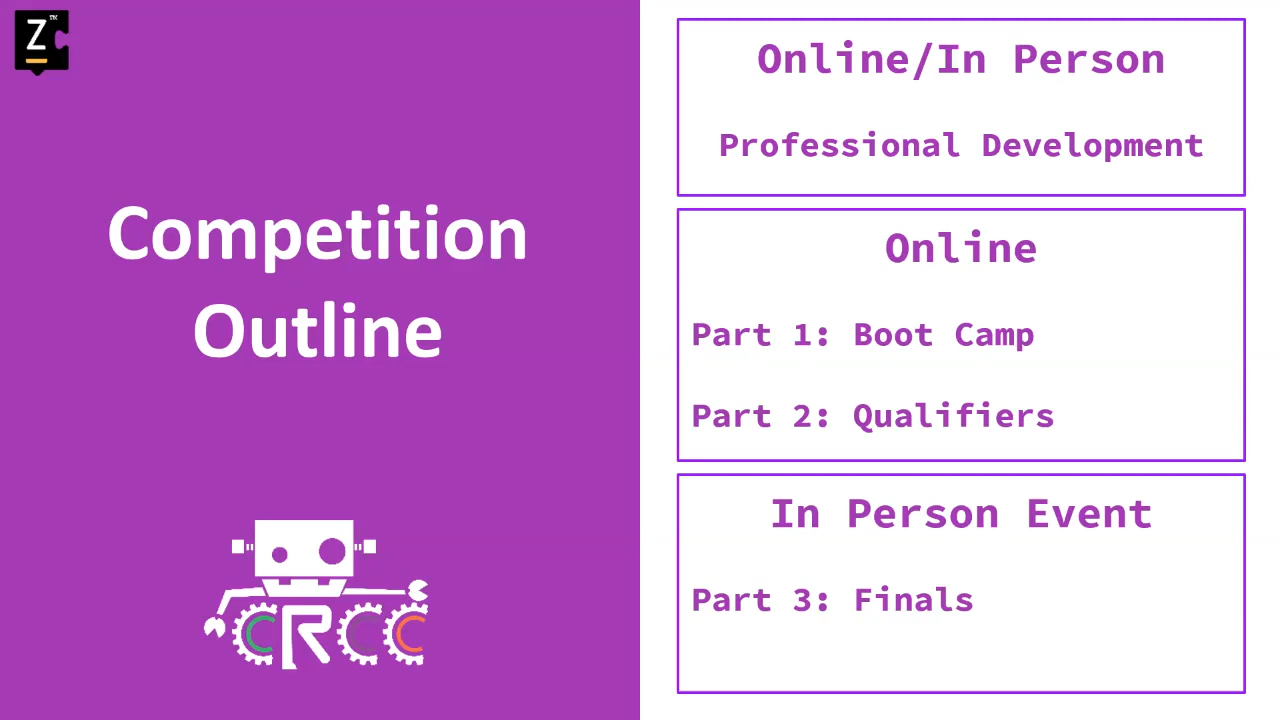 Z™
Competition
Outline
CRCC
Online/In Person
Professional Development
Online
Part 1: Boot Camp
Part 2: Qualifiers
In Person Event
Part 3: Finals